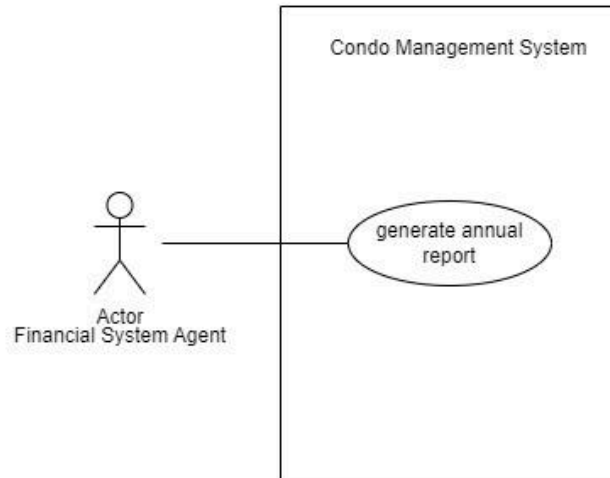 Condo Management System
generate annual
report
Actor
Financial System Agent